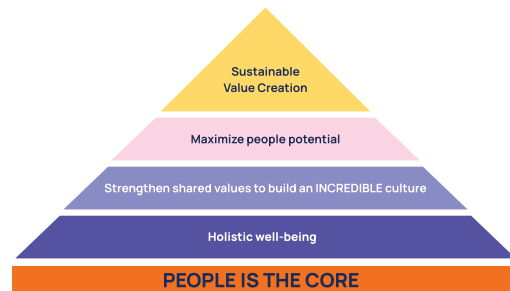 Sustainable
Value Creation
Maximize people potential
Strengthen shared values to build an INCREDIBLE culture
Holistic well-being
PEOPLE IS THE CORE